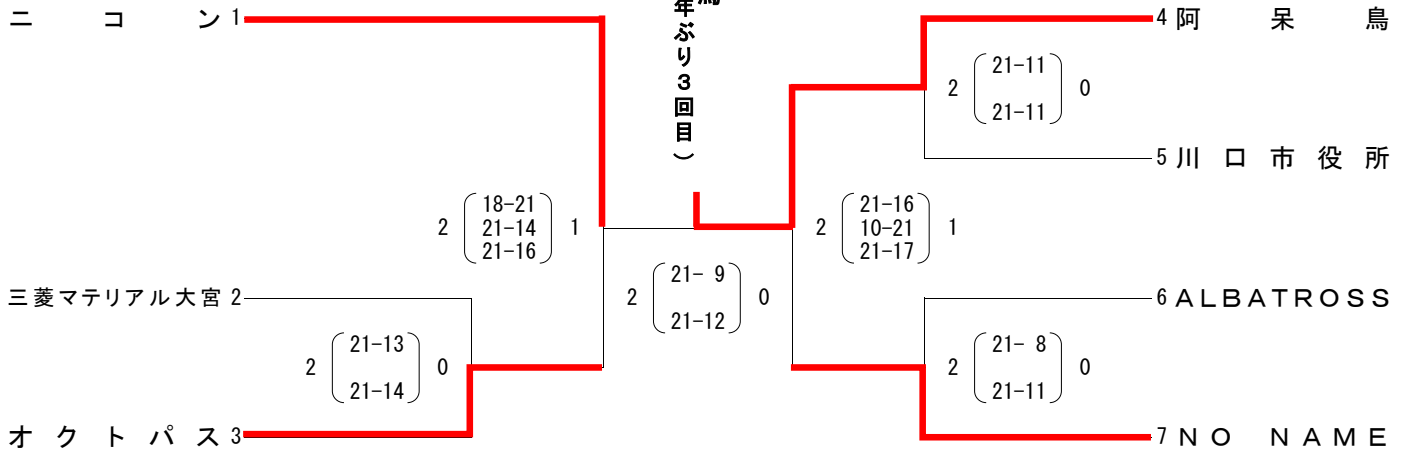 ニコン 1
年ぶり3回目）
4 阿呆鳥
2 21-11 0
21-11
5 川口市役所
18-21
2 21-14 1
21-16
21-16
2 10-21 1
21-17
三菱マテリアル大宮 2
21- 9
2 0
21-12
6 ALBATROSS
21-13
2 0
21-14
21- 8
2 0
21-11
オクトパス 3
7 NO NAME